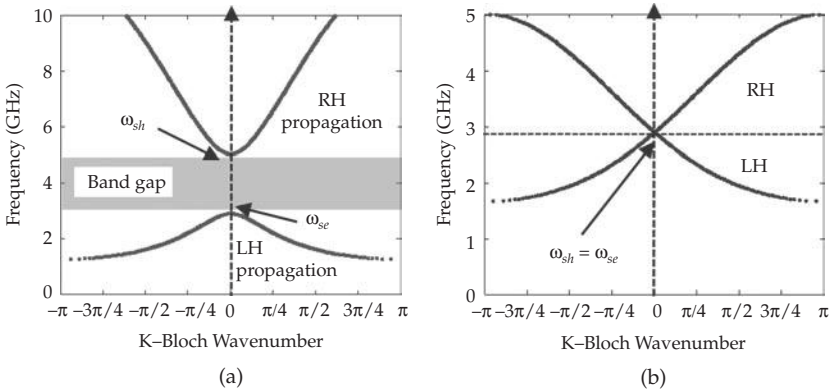 10
8
6
4
2
0
Frequency (GHz)
ω_sh
RH
propagation
Band gap
ω_se
LH
propagation
−π −3π/4 −π/2 −π/4 0 π/4 π/2 3π/4 π
K–Bloch Wavenumber
(a)
5
4
3
2
1
0
Frequency (GHz)
RH
LH
ω_sh = ω_se
−π −3π/4 −π/2 −π/4 0 π/4 π/2 3π/4 π
K–Bloch Wavenumber
(b)